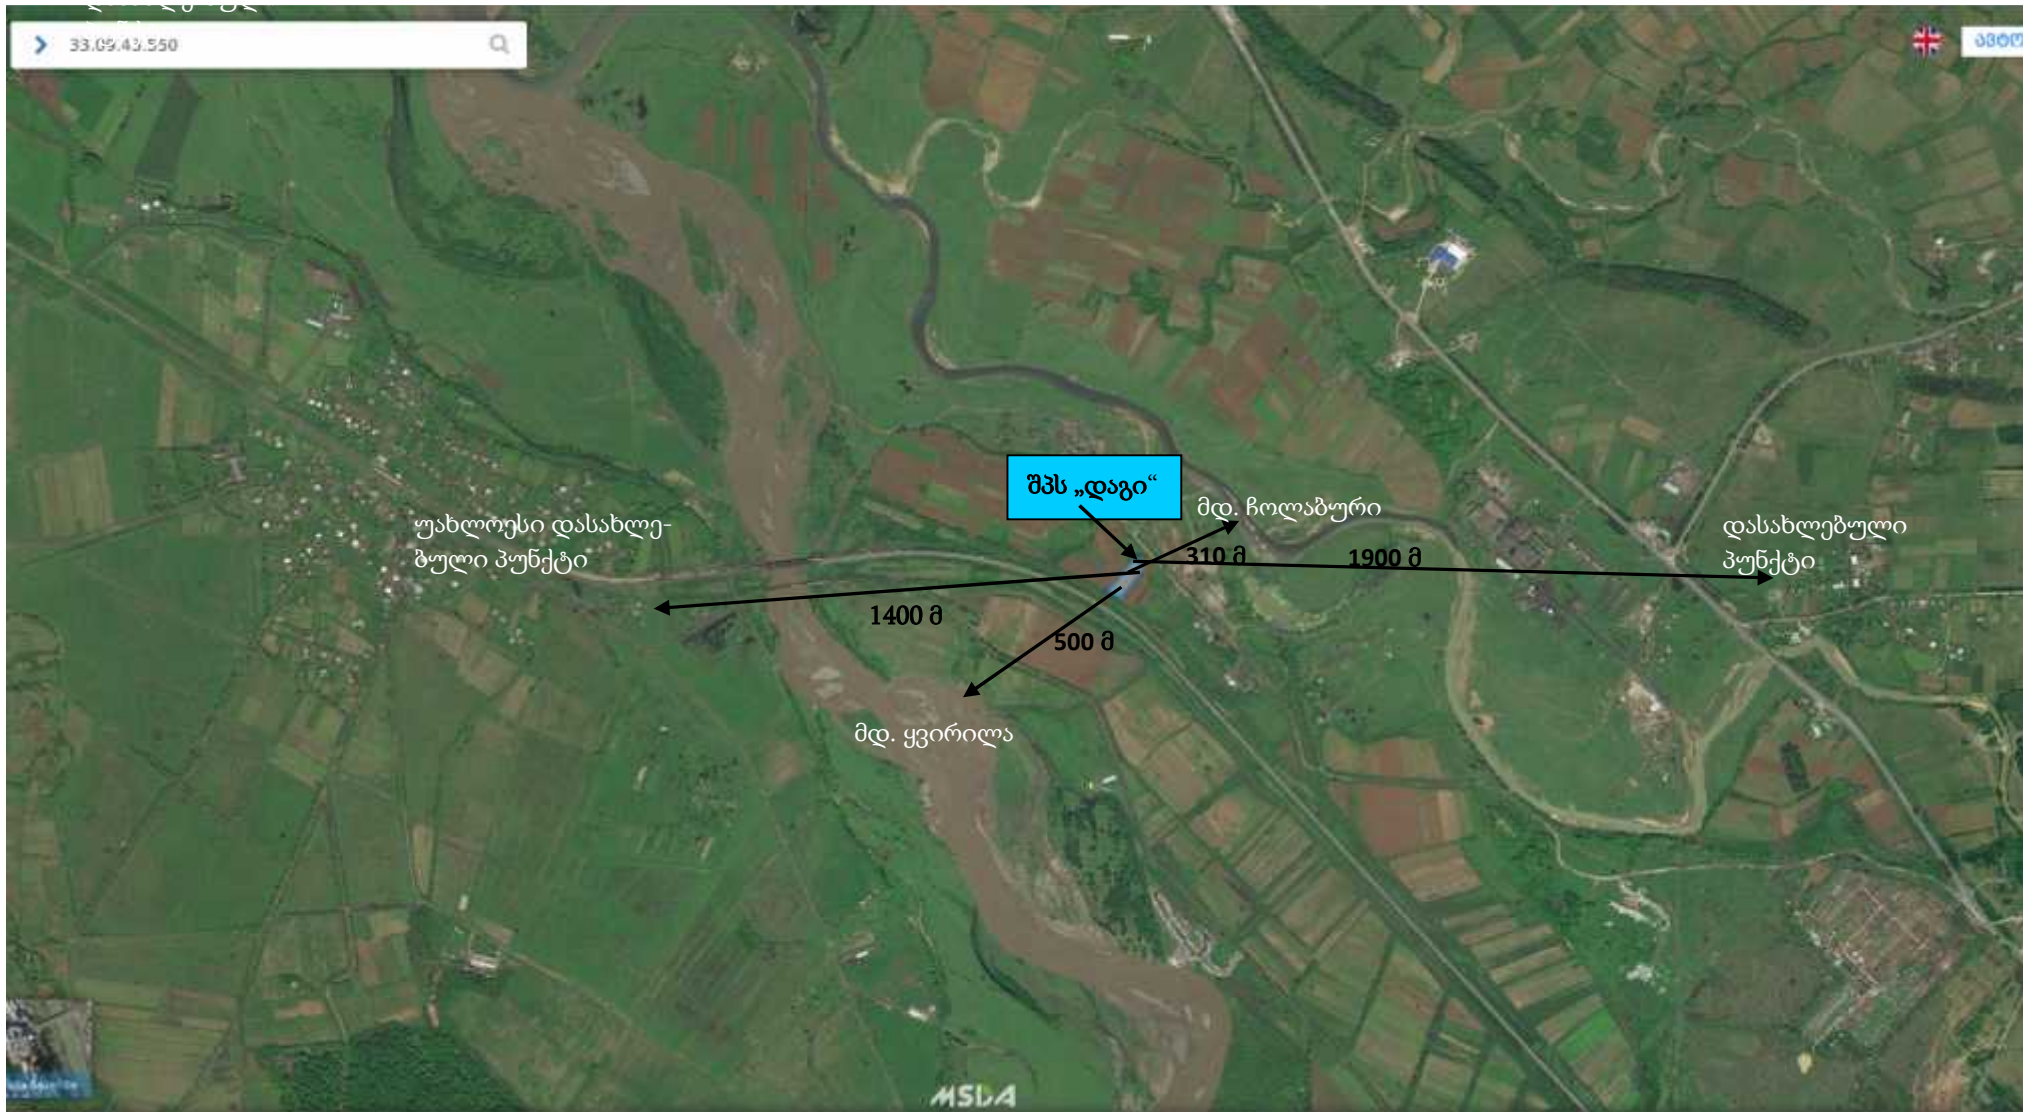 33.09.43.550
შპს „დაგი“
მდ. ჩოლაბური
უახლოესი დასახლე-
ბული პუნქტი
დასახლებული
პუნქტი
310 მ
1900 მ
1400 მ
500 მ
მდ. ყვირილა